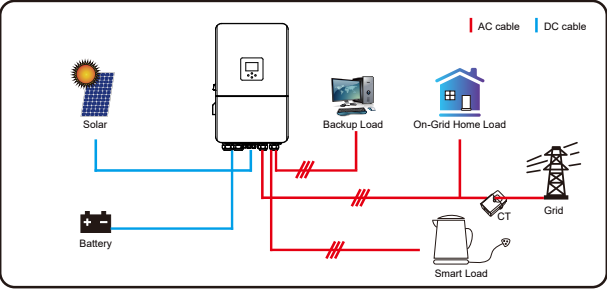 AC cable
DC cable
Solar
Backup Load
On-Grid Home Load
CT
Grid
Battery
Smart Load